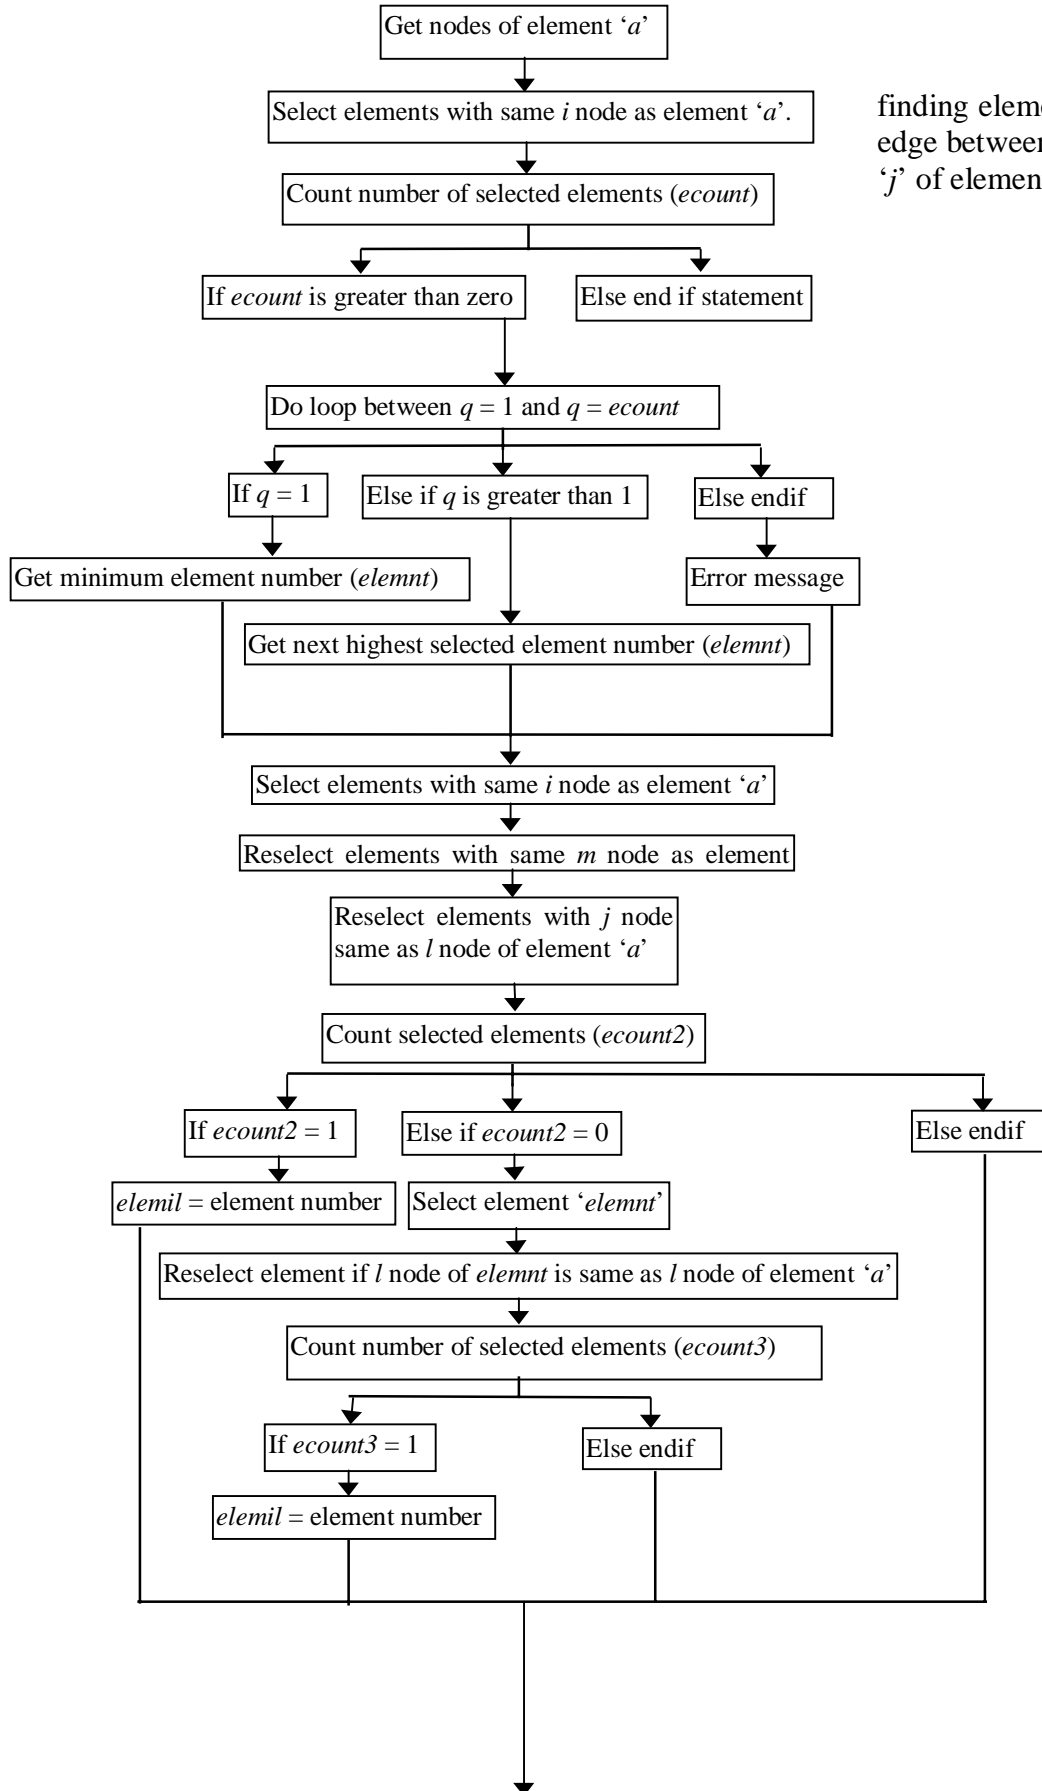 Get nodes of element ‘a’
Select elements with same i node as element ‘a’.
finding
edge between
‘j’ of
Count number of selected elements (ecount)
If ecount is greater than zero
Else end if statement
Do loop between q = 1 and q = ecount
If q = 1
Else if q is greater than 1
Else endif
Get minimum element number (elemnt)
Error message
Get next highest selected element number (elemnt)
Select elements with same i node as element ‘a’
Reselect elements with same m node as element
Reselect elements with j node
same as l node of element ‘a’
Count selected elements (ecount2)
If ecount2 = 1
Else if ecount2 = 0
Else endif
elemil = element number
Select element ‘elemnt’
Reselect element if l node of elemnt is same as l node of element ‘a’
Count number of selected elements (ecount3)
If ecount3 = 1
Else endif
elemil = element number